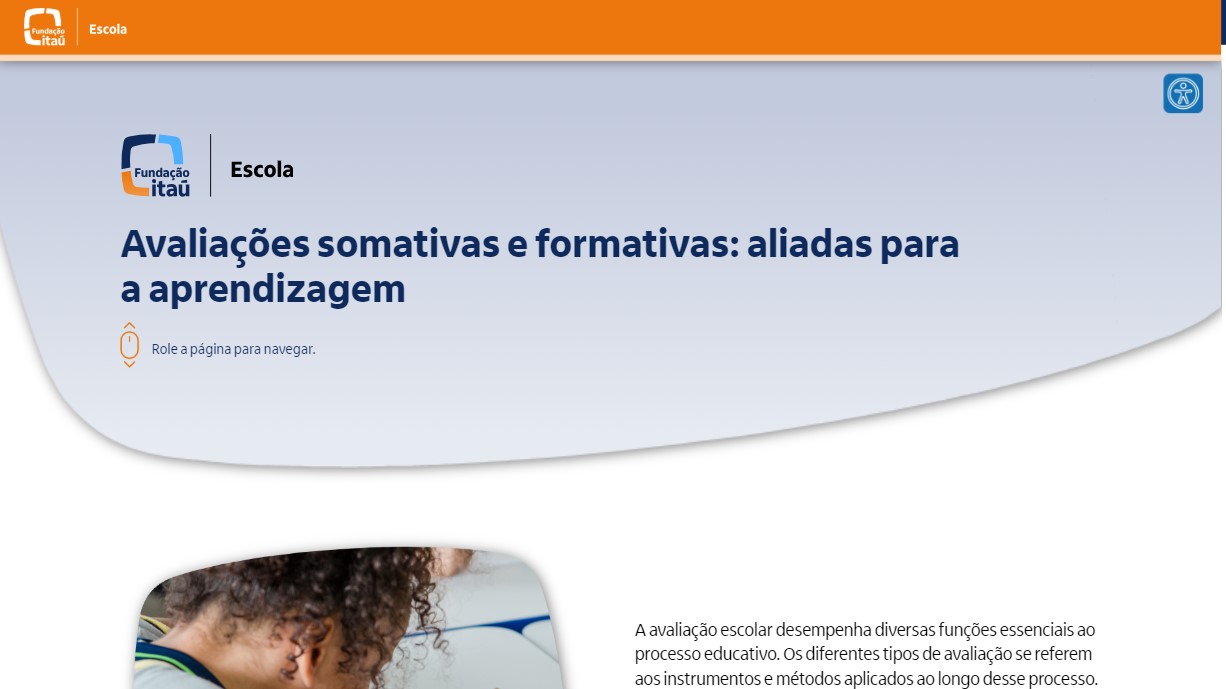 Fundação
itaú
Escola
Fundação
itaú
Escola
Avaliações somativas e formativas: aliadas para
a aprendizagem
Role a página para navegar.
A avaliação escolar desempenha diversas funções essenciais ao
processo educativo. Os diferentes tipos de avaliação se referem
aos instrumentos e métodos aplicados ao longo desse processo.